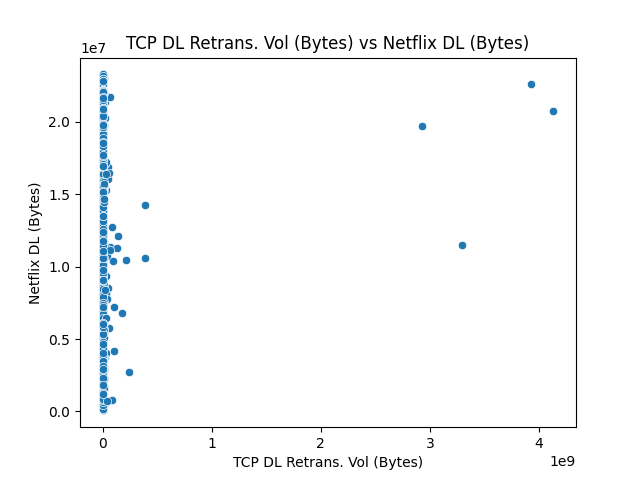 TCP DL Retrans. Vol (Bytes) vs Netflix DL (Bytes)
1e7
2.0
1.5
1.0
0.5
0.0
Netflix DL (Bytes)
0 1 2 3 4
1e9
TCP DL Retrans. Vol (Bytes)